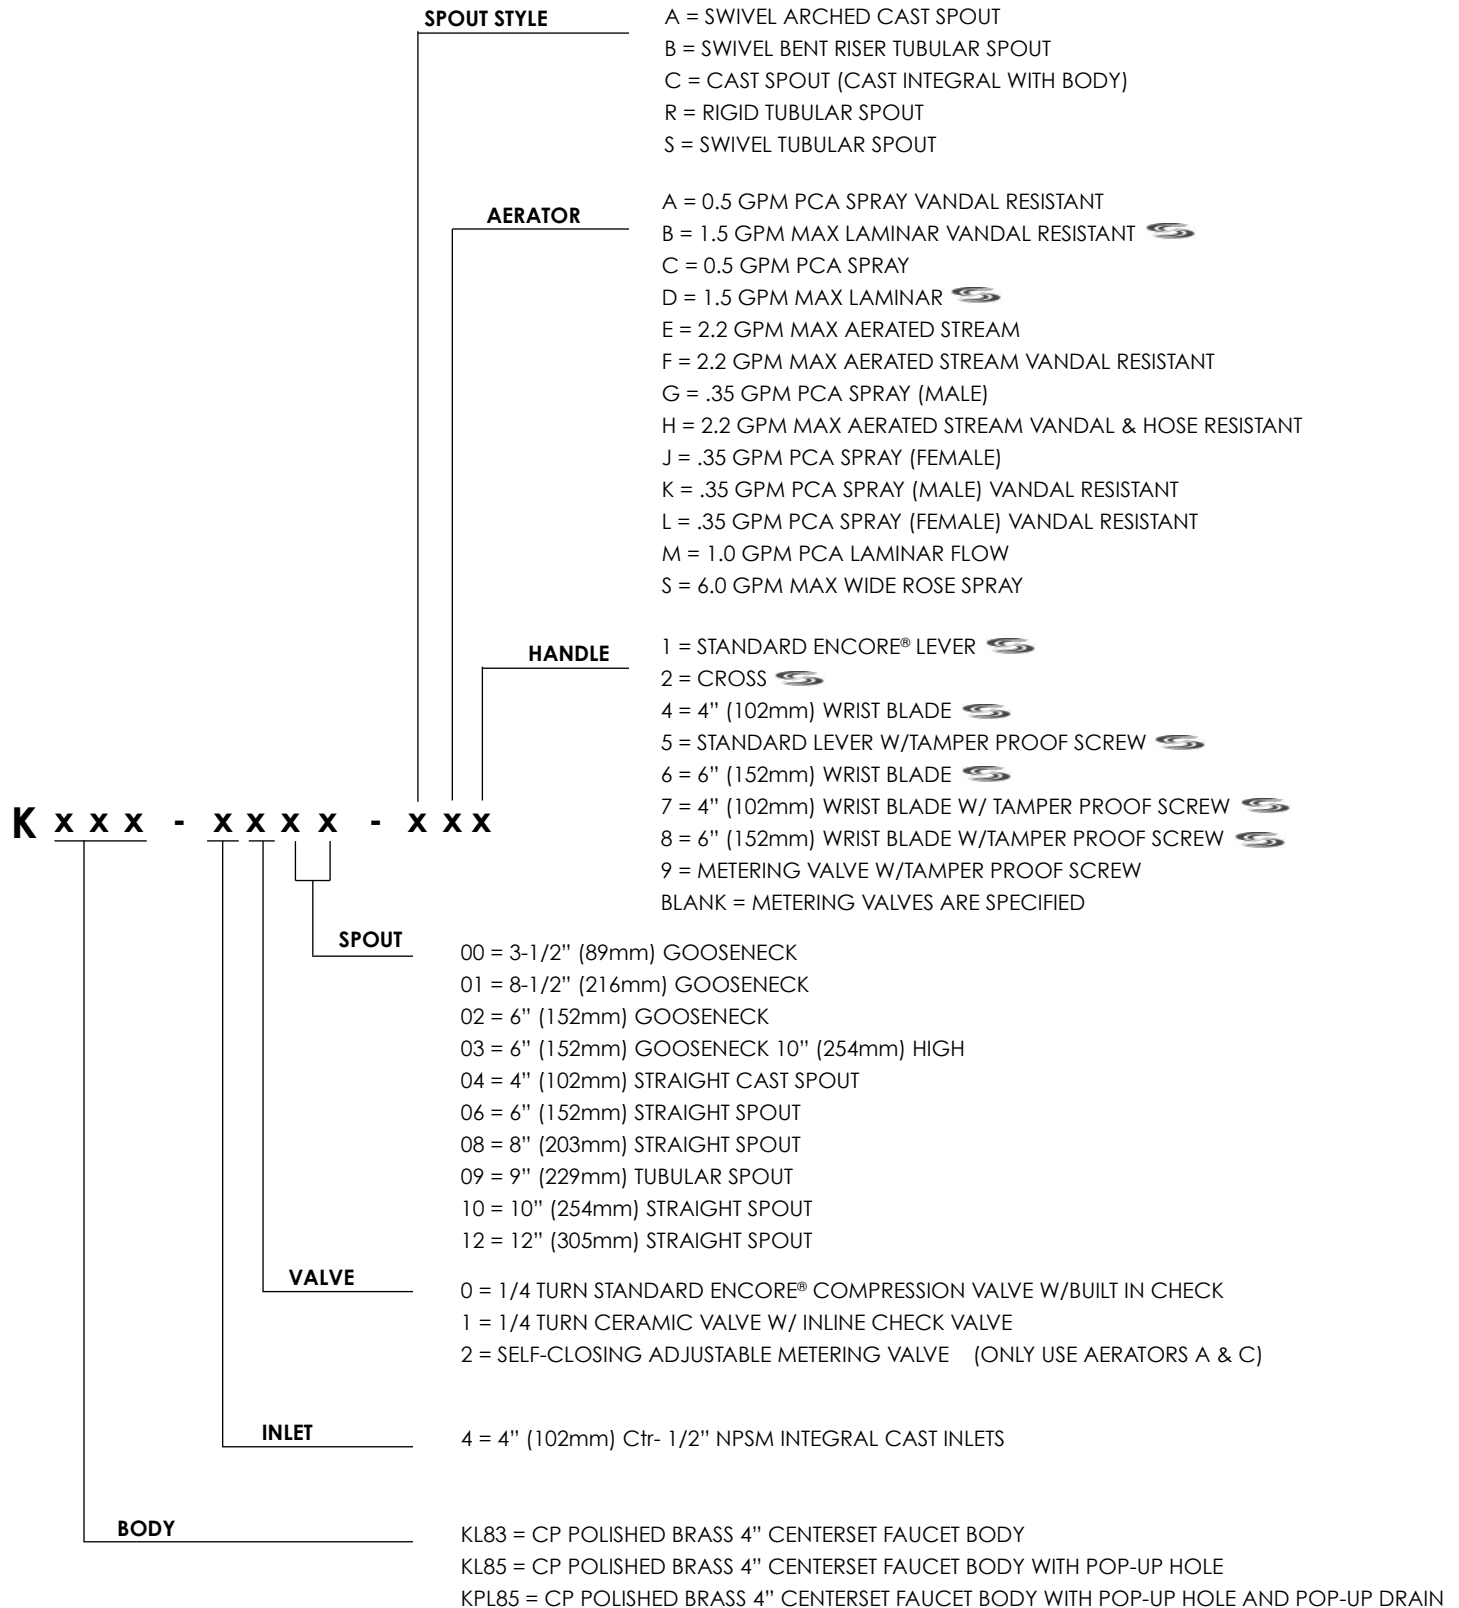 SPOUT STYLE
A = SWIVEL ARCHED CAST SPOUT
B = SWIVEL BENT RISER TUBULAR SPOUT
C = CAST SPOUT (CAST INTEGRAL WITH BODY)
R = RIGID TUBULAR SPOUT
S = SWIVEL TUBULAR SPOUT
AERATOR
A = 0.5 GPM PCA SPRAY VANDAL RESISTANT
B = 1.5 GPM MAX LAMINAR VANDAL RESISTANT
C = 0.5 GPM PCA SPRAY
D = 1.5 GPM MAX LAMINAR
E = 2.2 GPM MAX AERATED STREAM
F = 2.2 GPM MAX AERATED STREAM VANDAL RESISTANT
G = .35 GPM PCA SPRAY (MALE)
H = 2.2 GPM MAX AERATED STREAM VANDAL & HOSE RESISTANT
J = .35 GPM PCA SPRAY (FEMALE)
K = .35 GPM PCA SPRAY (MALE) VANDAL RESISTANT
L = .35 GPM PCA SPRAY (FEMALE) VANDAL RESISTANT
M = 1.0 GPM PCA LAMINAR FLOW
S = 6.0 GPM MAX WIDE ROSE SPRAY
HANDLE
1 = STANDARD ENCORE® LEVER
2 = CROSS
4 = 4” (102mm) WRIST BLADE
5 = STANDARD LEVER W/TAMPER PROOF SCREW
6 = 6” (152mm) WRIST BLADE
7 = 4” (102mm) WRIST BLADE W/ TAMPER PROOF SCREW
8 = 6” (152mm) WRIST BLADE W/TAMPER PROOF SCREW
9 = METERING VALVE W/TAMPER PROOF SCREW
BLANK = METERING VALVES ARE SPECIFIED
K x x x - x x x x - x x x
SPOUT
00 = 3-1/2” (89mm) GOOSENECK
01 = 8-1/2” (216mm) GOOSENECK
02 = 6” (152mm) GOOSENECK
03 = 6” (152mm) GOOSENECK 10” (254mm) HIGH
04 = 4” (102mm) STRAIGHT CAST SPOUT
06 = 6” (152mm) STRAIGHT SPOUT
08 = 8” (203mm) STRAIGHT SPOUT
09 = 9” (229mm) TUBULAR SPOUT
10 = 10” (254mm) STRAIGHT SPOUT
12 = 12” (305mm) STRAIGHT SPOUT
VALVE
0 = 1/4 TURN STANDARD ENCORE® COMPRESSION VALVE W/BUILT IN CHECK
1 = 1/4 TURN CERAMIC VALVE W/ INLINE CHECK VALVE
2 = SELF-CLOSING ADJUSTABLE METERING VALVE (ONLY USE AERATORS A & C)
INLET
4 = 4” (102mm) Ctr- 1/2” NPSM INTEGRAL CAST INLETS
BODY
KL83 = CP POLISHED BRASS 4” CENTERSET FAUCET BODY
KL85 = CP POLISHED BRASS 4” CENTERSET FAUCET BODY WITH POP-UP HOLE
KPL85 = CP POLISHED BRASS 4” CENTERSET FAUCET BODY WITH POP-UP HOLE AND POP-UP DRAIN